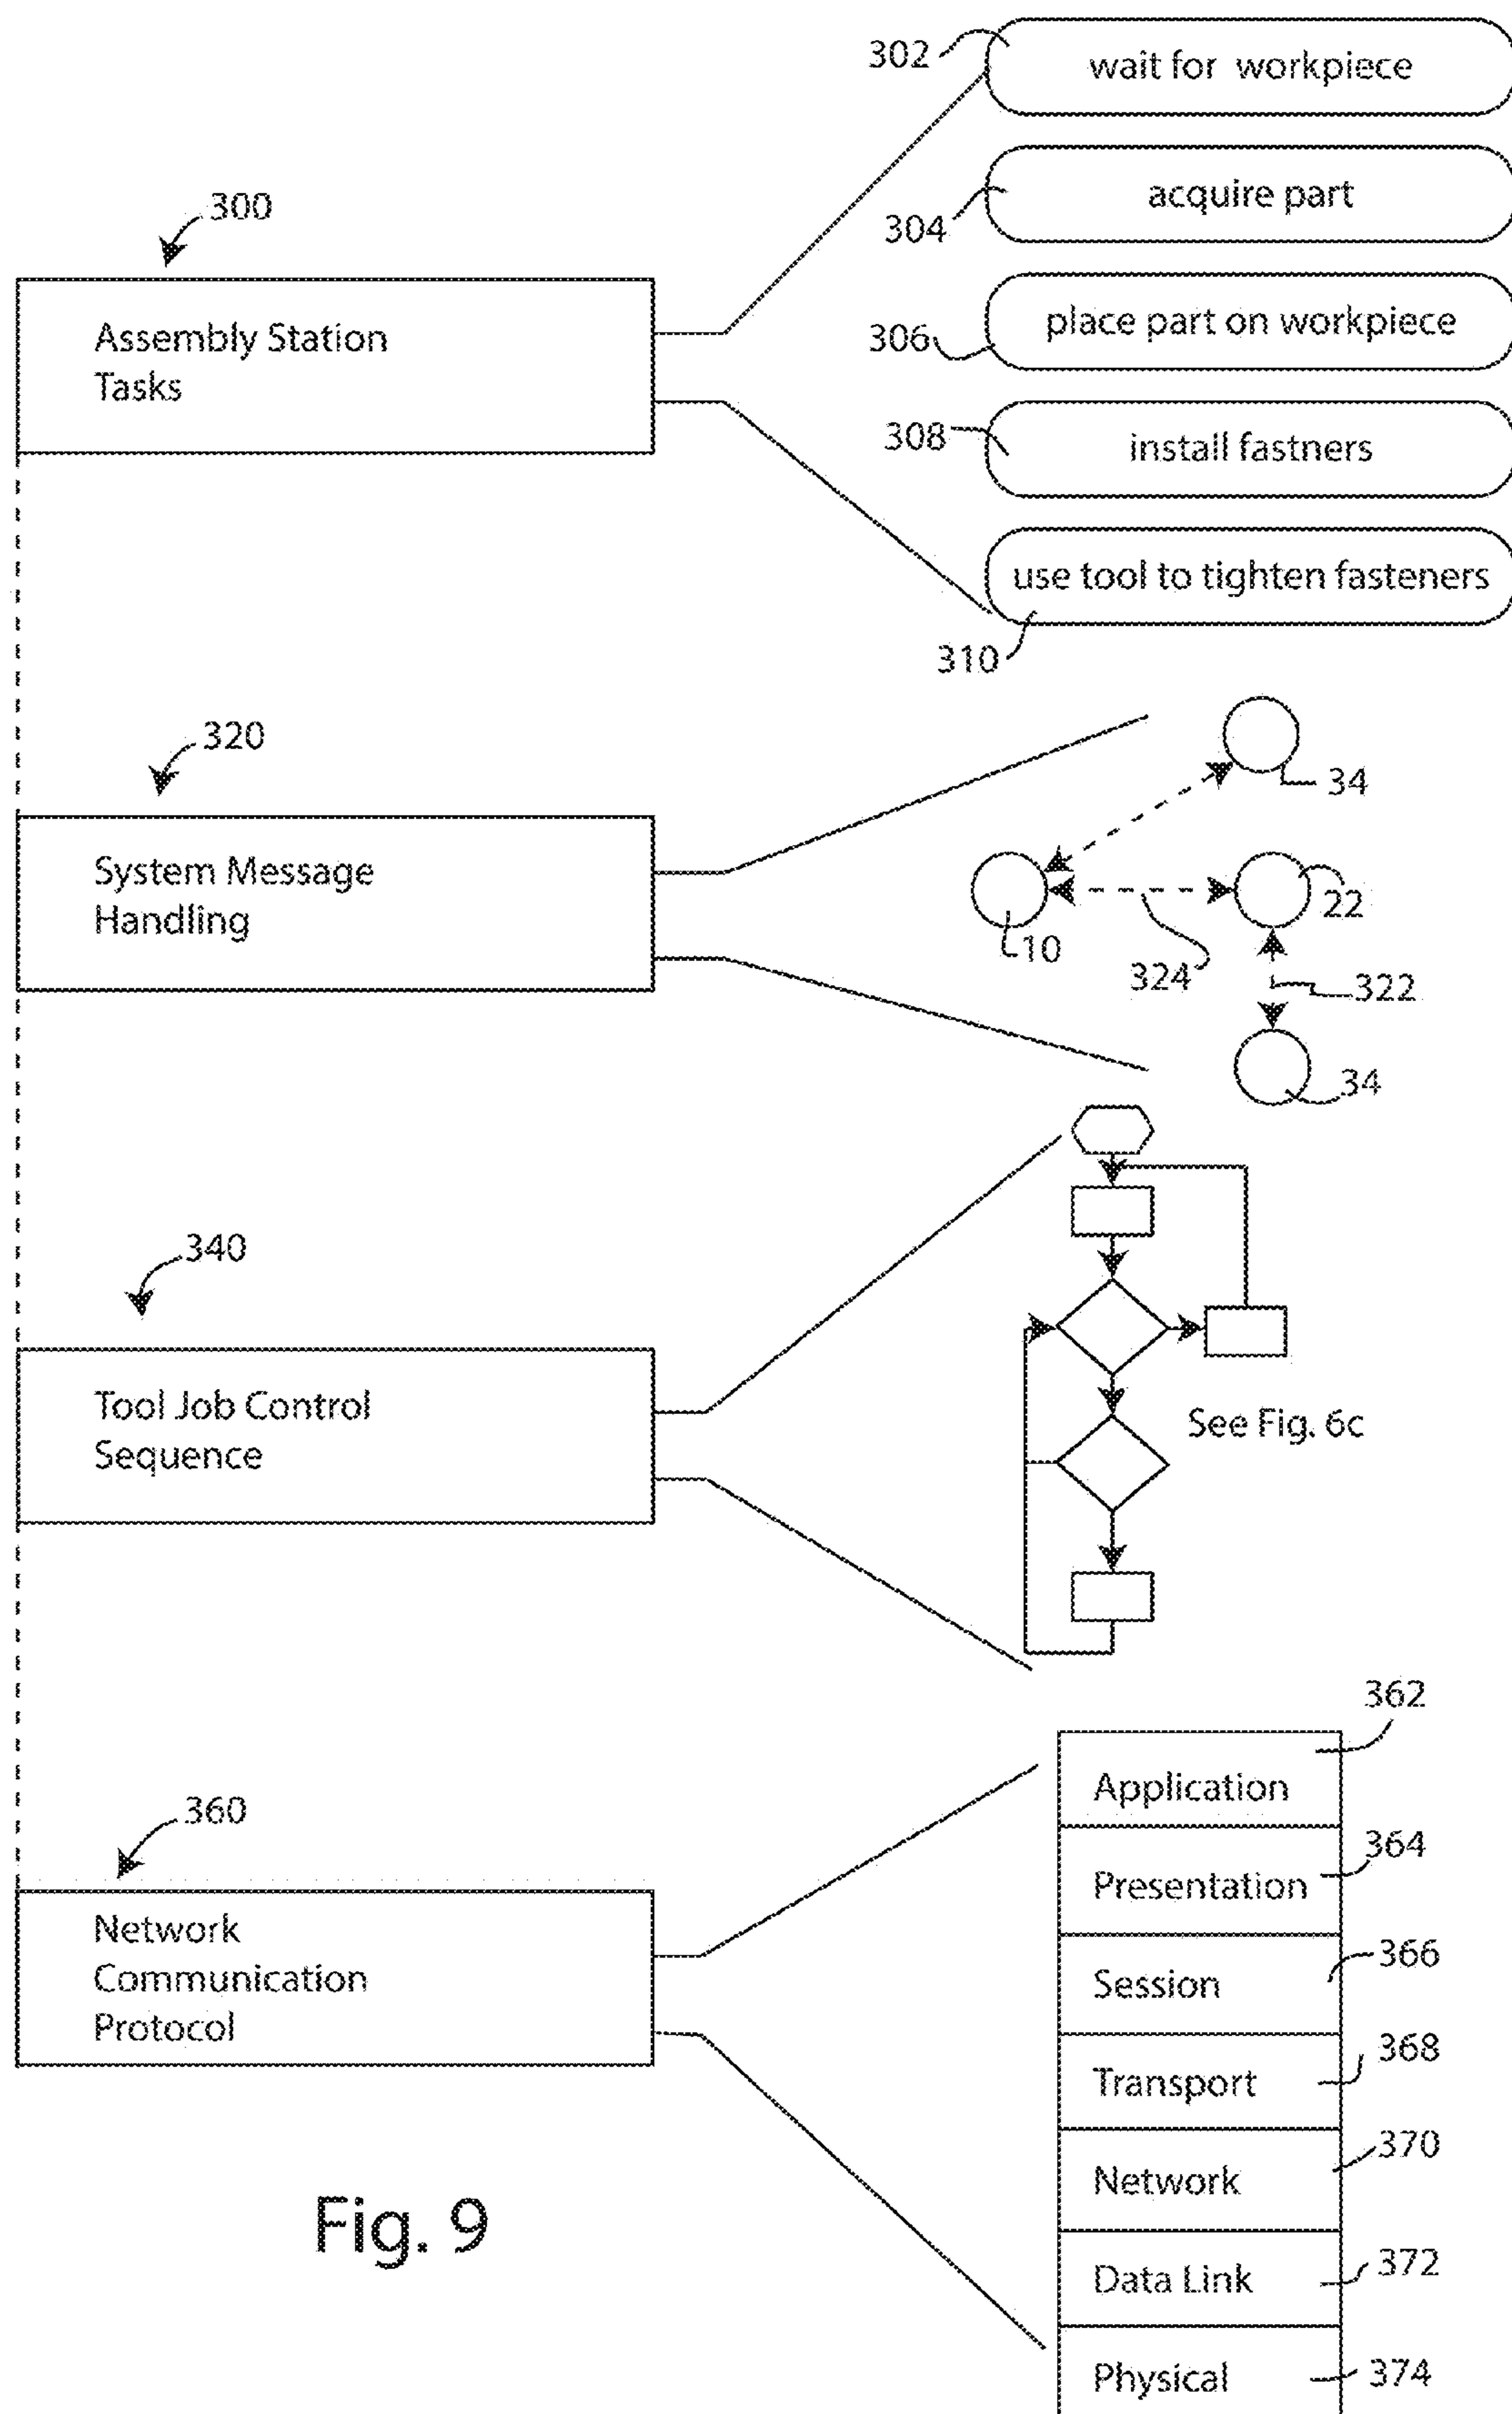 302
wait for workpiece
304
acquire part
300
306
place part on workpiece
Assembly Station
Tasks
308
install fastners
use tool to tighten fasteners
310
320
34
System Message
Handling
10
324
22
322
34
340
Tool Job Control
Sequence
See Fig. 6c
362
Application
360
364
Presentation
Network
Communication
Protocol
366
Session
368
Transport
370
Network
372
Data Link
374
Physical
Fig. 9